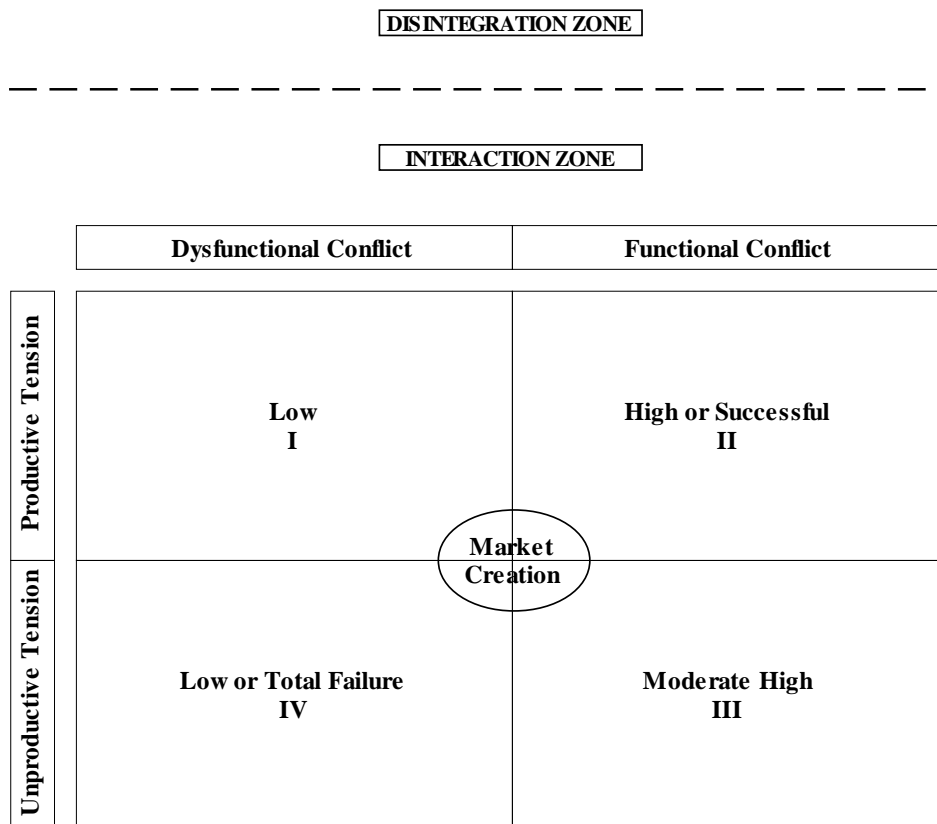 DISINTEGRATION ZONE
INTERACTION ZONE
Dysfunctional Conflict
Functional Conflict
Productive Tension
Low
I
High or Successful
II
Market
Creation
Unproductive Tension
Low or Total Failure
IV
Moderate High
III